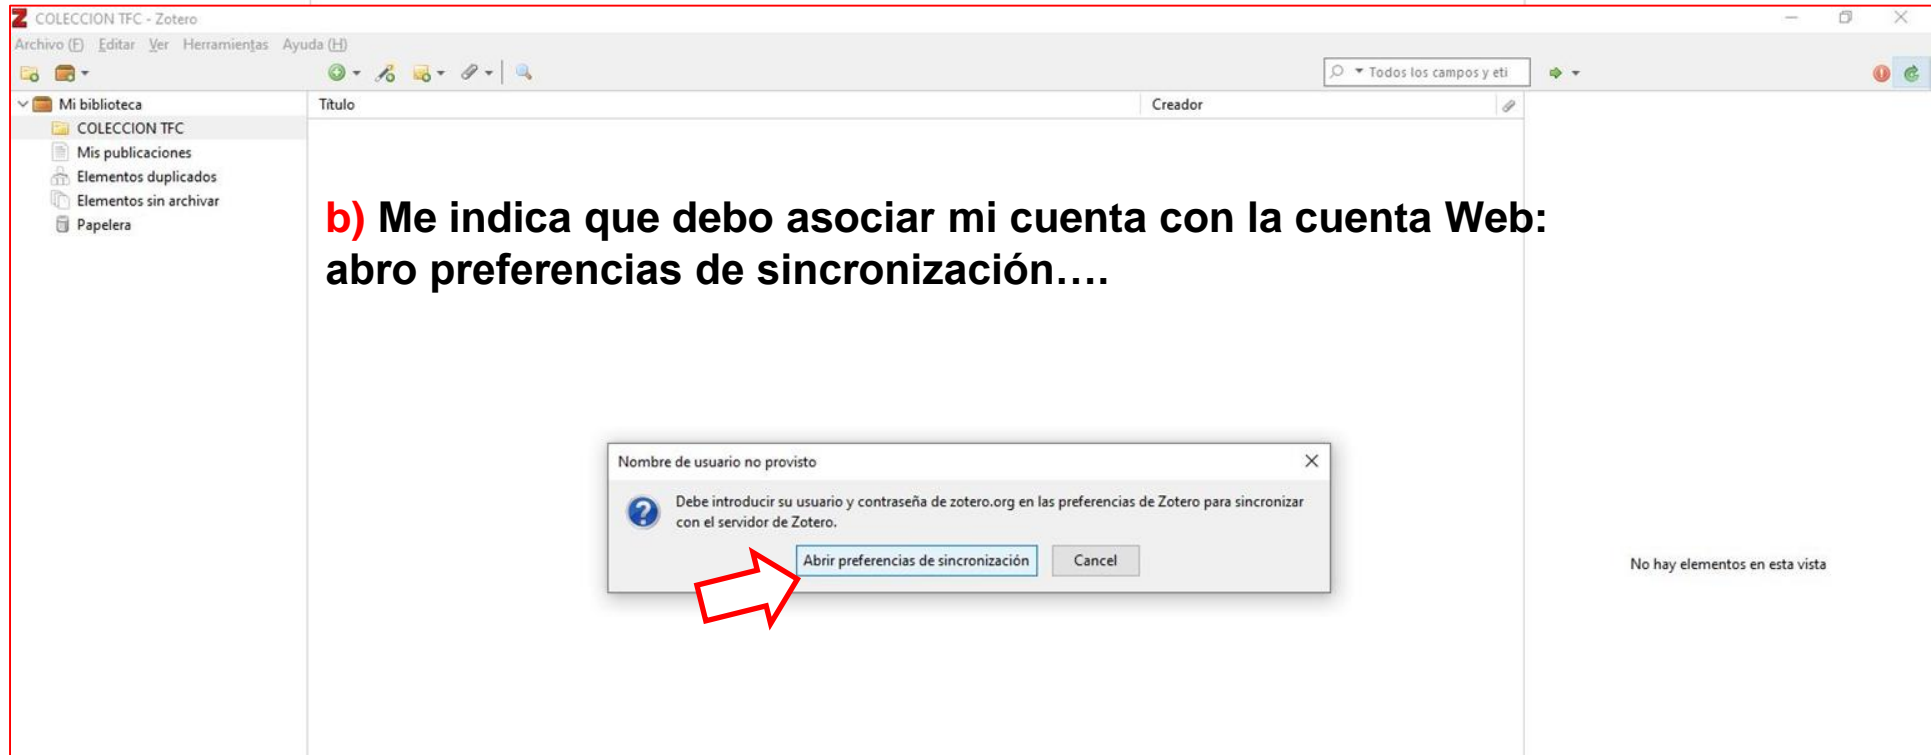 COLECCION TFC - Zotero
Archivo (F) Editar Ver Herramientas Ayuda (H)
Todos los campos y eti
Mi biblioteca
COLECCION TFC
Mis publicaciones
Elementos duplicados
Elementos sin archivar
Papelera
Título Creador
b) Me indica que debo asociar mi cuenta con la cuenta Web:
abro preferencias de sincronización....
Nombre de usuario no provisto
Debe introducir su usuario y contraseña de zotero.org en las preferencias de Zotero para sincronizar
con el servidor de Zotero.
Abrir preferencias de sincronización Cancel
No hay elementos en esta vista